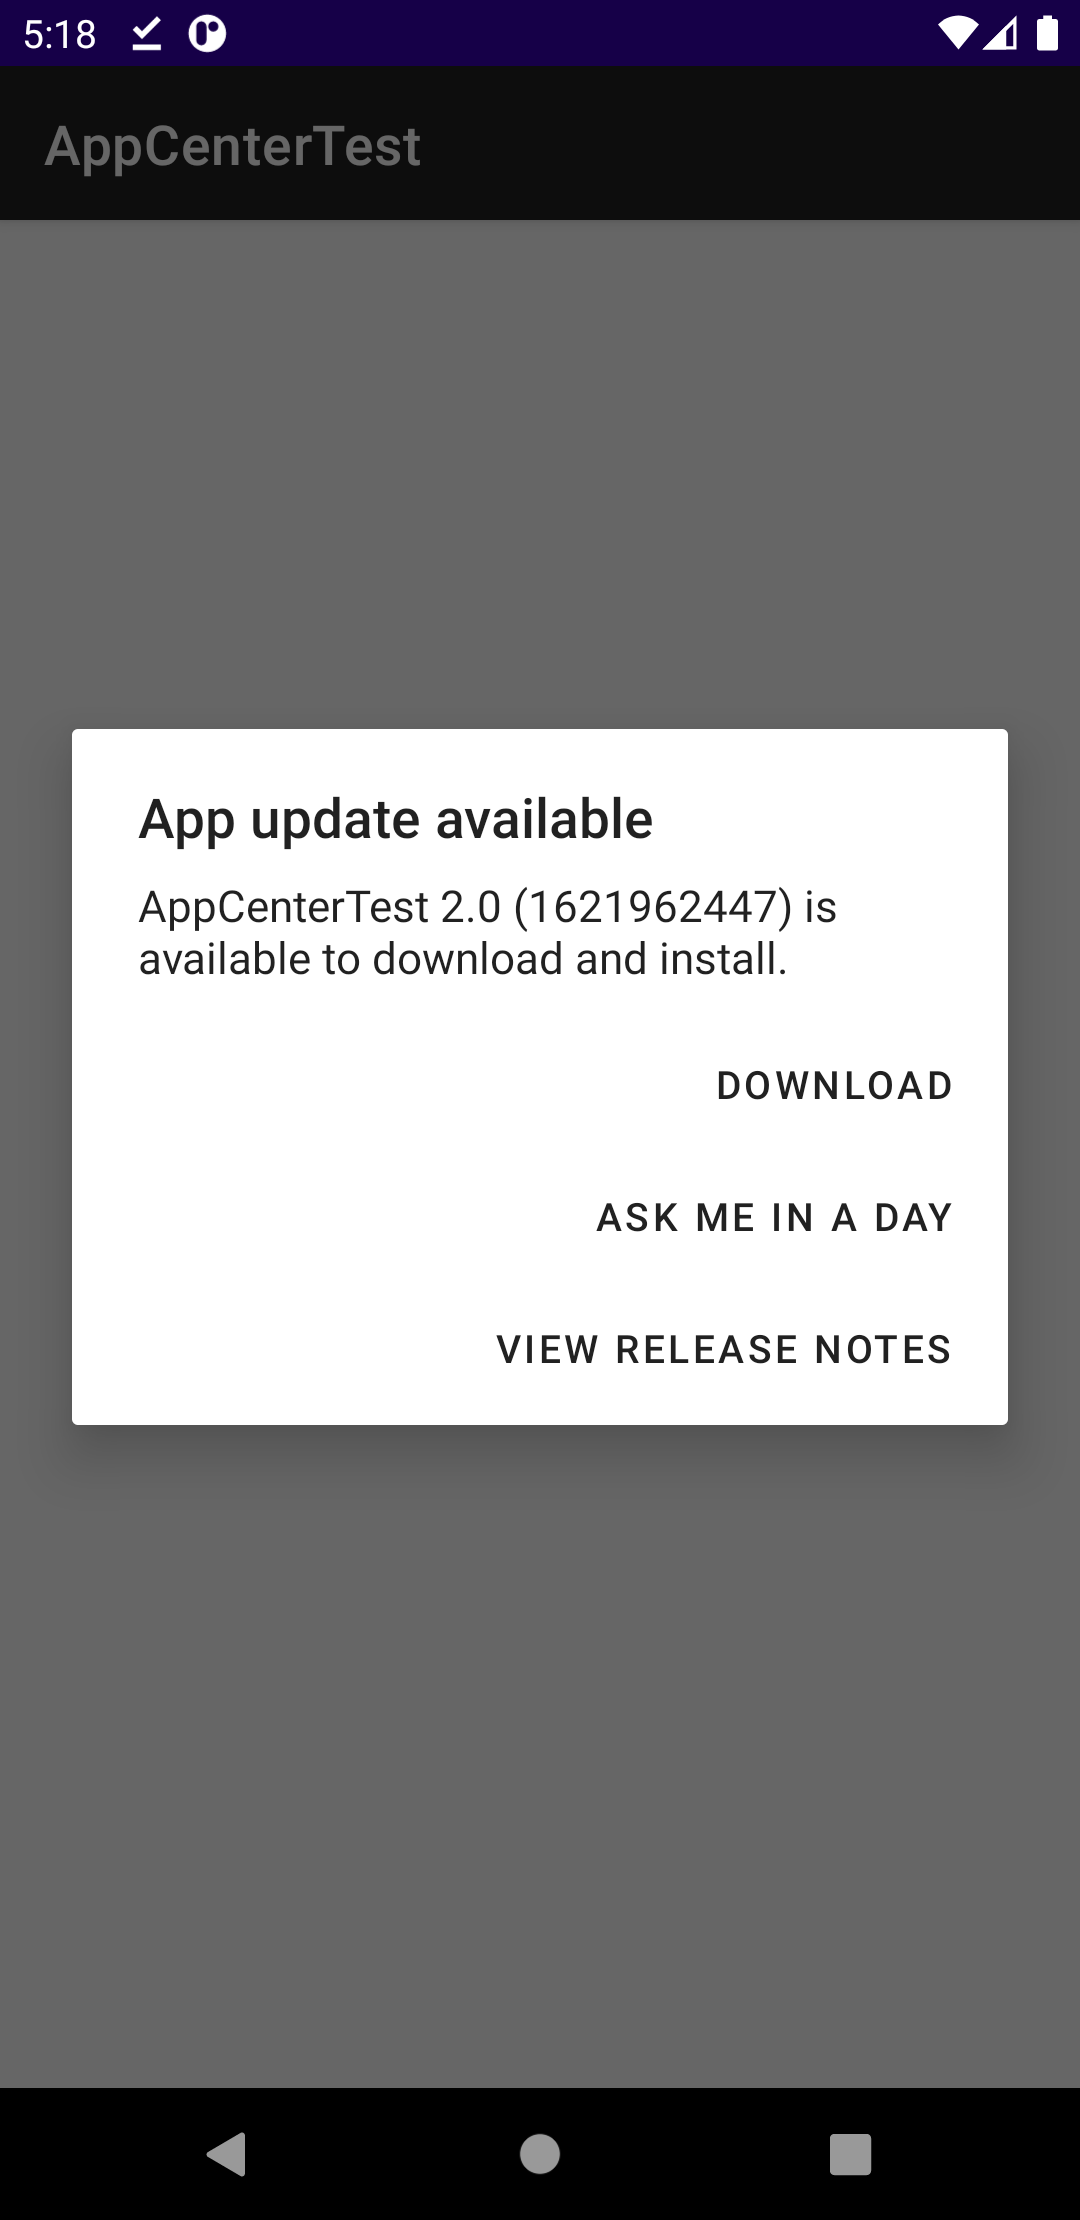 5:18
AppCenterTest
App update available
AppCenterTest 2.0 (1621962447) is
available to download and install.
DOWNLOAD
ASK ME IN A DAY
VIEW RELEASE NOTES